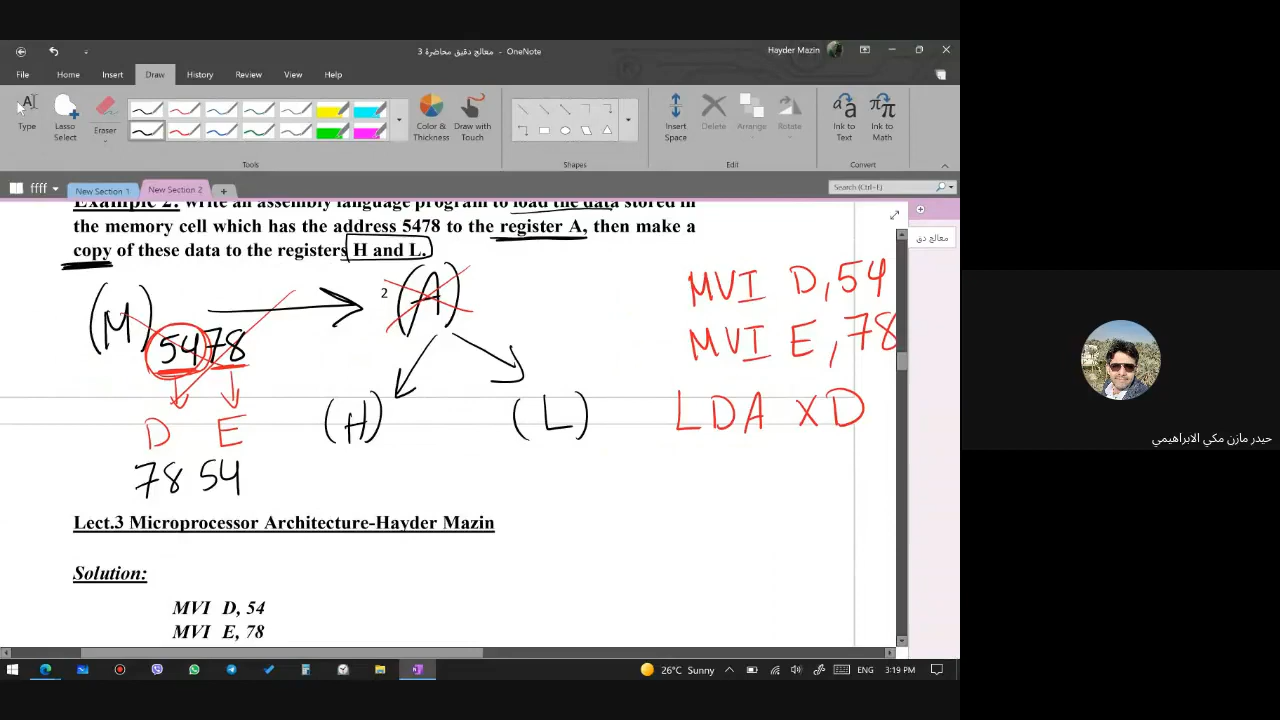 معالج دقيق محاضرة 3 - OneNote
Hayder Mazin
File Home Insert Draw History Review View Help
Type
Lasso Select
Eraser
Color & Thickness
Draw with Touch
Insert Space
Delete
Arrange
Rotate
Ink to Text
Ink to Math
Tools
Shapes
Edit
Convert
ffff
New Section 1
New Section 2
Search (Ctrl+E)
معالج دق
Example 2: Write an assembly language program to load the data stored in
the memory cell which has the address 5478 to the register A, then make a
copy of these data to the registers H and L.
(M) 5478
2
(A)
(H) (L)
D E
78 54
MVI D,54
MVI E,78
LDA XD
Lect.3 Microprocessor Architecture-Hayder Mazin
Solution:
MVI D, 54
MVI E, 78
حيدر مازن مكي الابراهيمي
26°C Sunny
ENG
3:19 PM